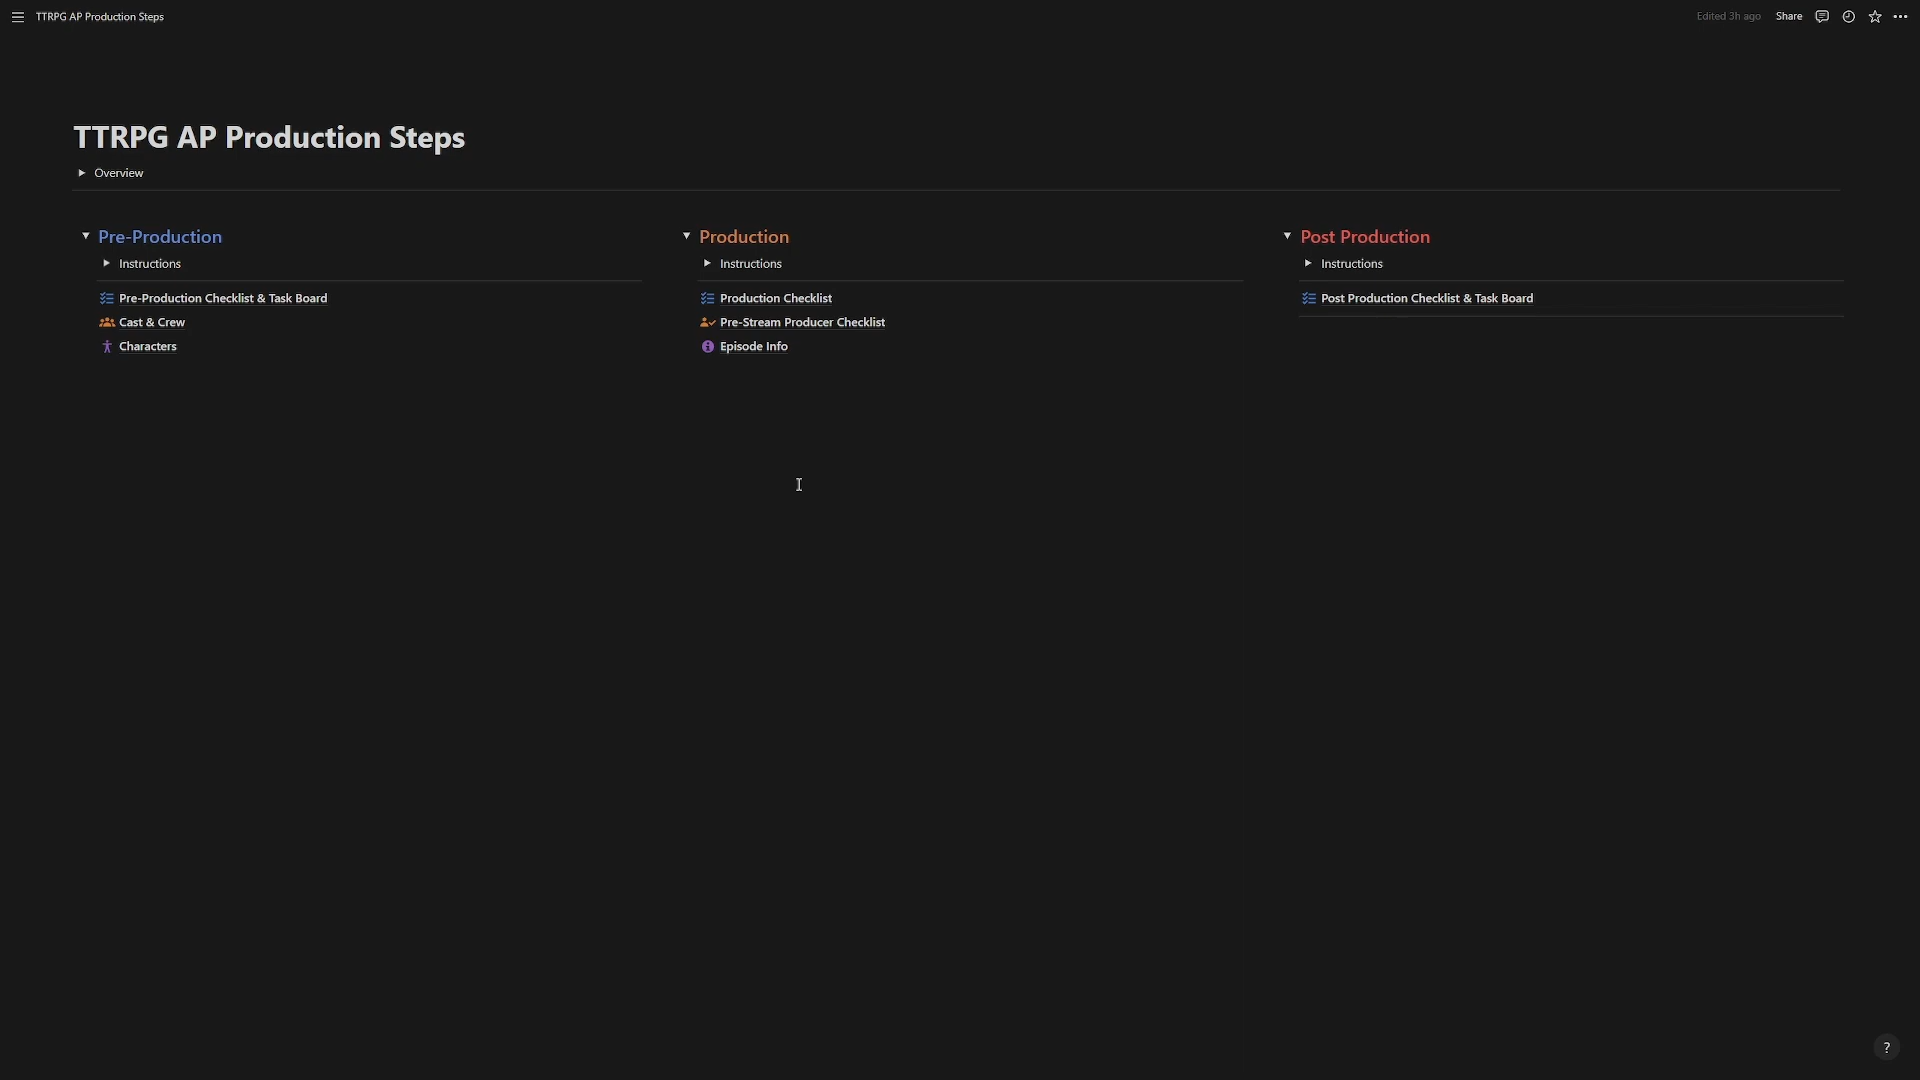 TTRPG AP Production Steps
Edited 3h ago
Share
TTRPG AP Production Steps
Overview
Pre-Production
Instructions
Pre-Production Checklist & Task Board
Cast & Crew
Characters
Production
Instructions
Production Checklist
Pre-Stream Producer Checklist
Episode Info
Post Production
Instructions
Post Production Checklist & Task Board
?